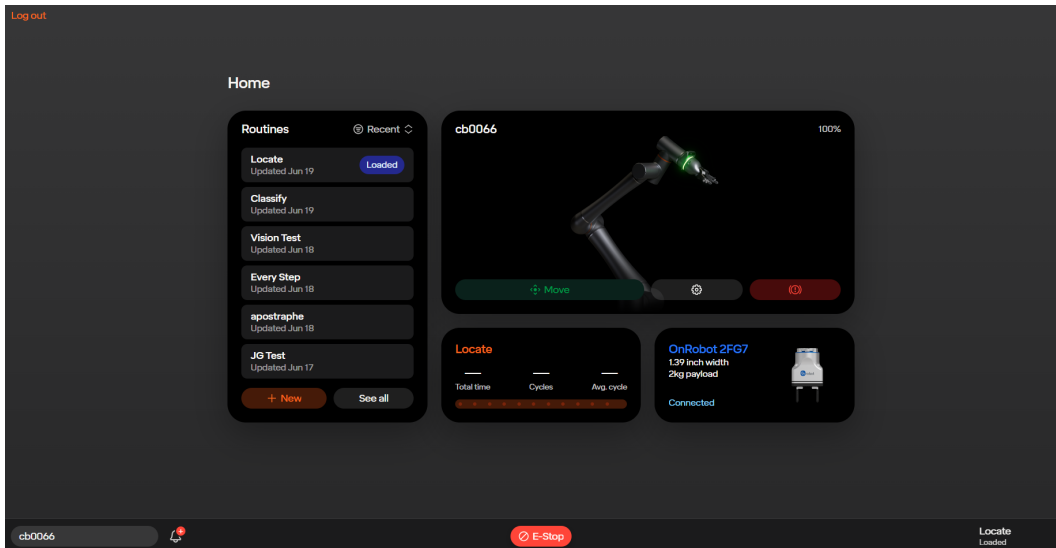 Log out
Home
Routines
Recent
Locate
Updated Jun 19
Loaded
Classify
Updated Jun 19
Vision Test
Updated Jun 18
Every Step
Updated Jun 18
apostraphe
Updated Jun 18
JG Test
Updated Jun 17
+ New
See all
cb0066
100%
Move
Locate
Total time
Cycles
Avg. cycle
OnRobot 2FG7
1.39 inch width
2kg payload
Connected
cb0066
E-Stop
Locate
Loaded